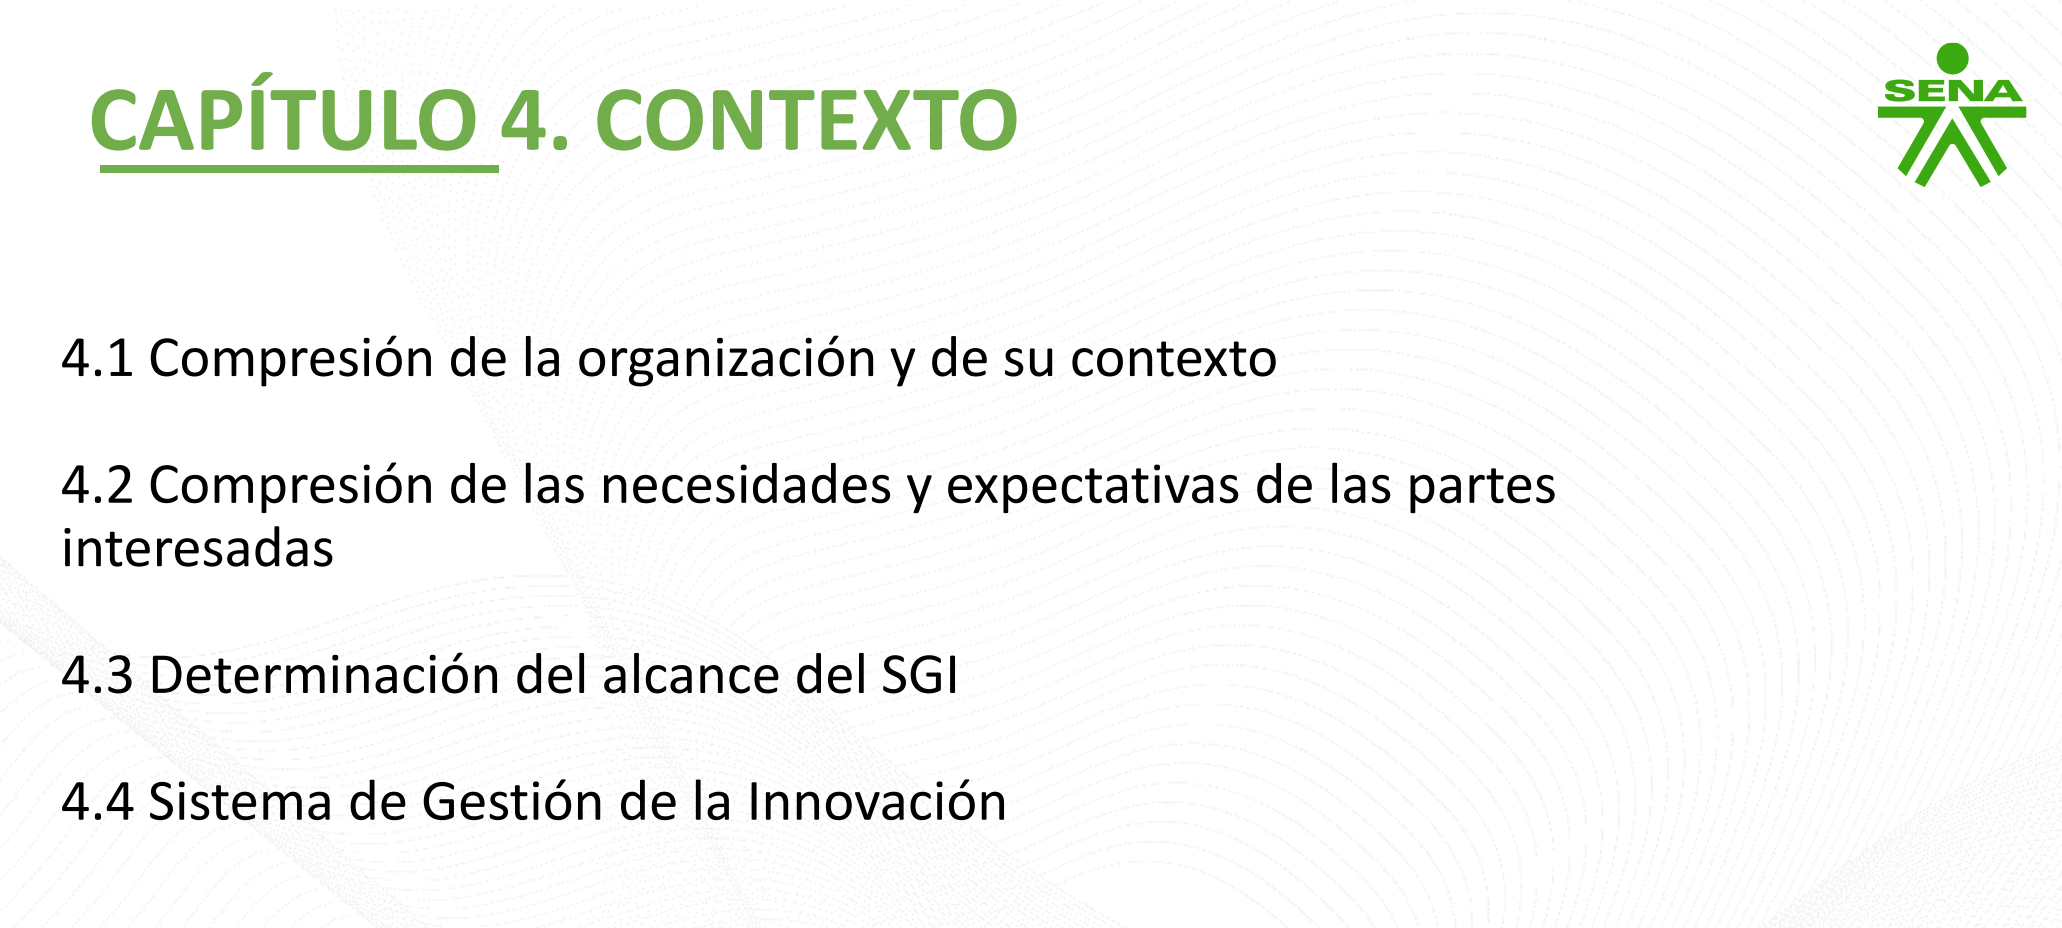 CAPÍTULO 4. CONTEXTO
SENA
4.1 Compresión de la organización y de su contexto
4.2 Compresión de las necesidades y expectativas de las partes
interesadas
4.3 Determinación del alcance del SGI
4.4 Sistema de Gestión de la Innovación